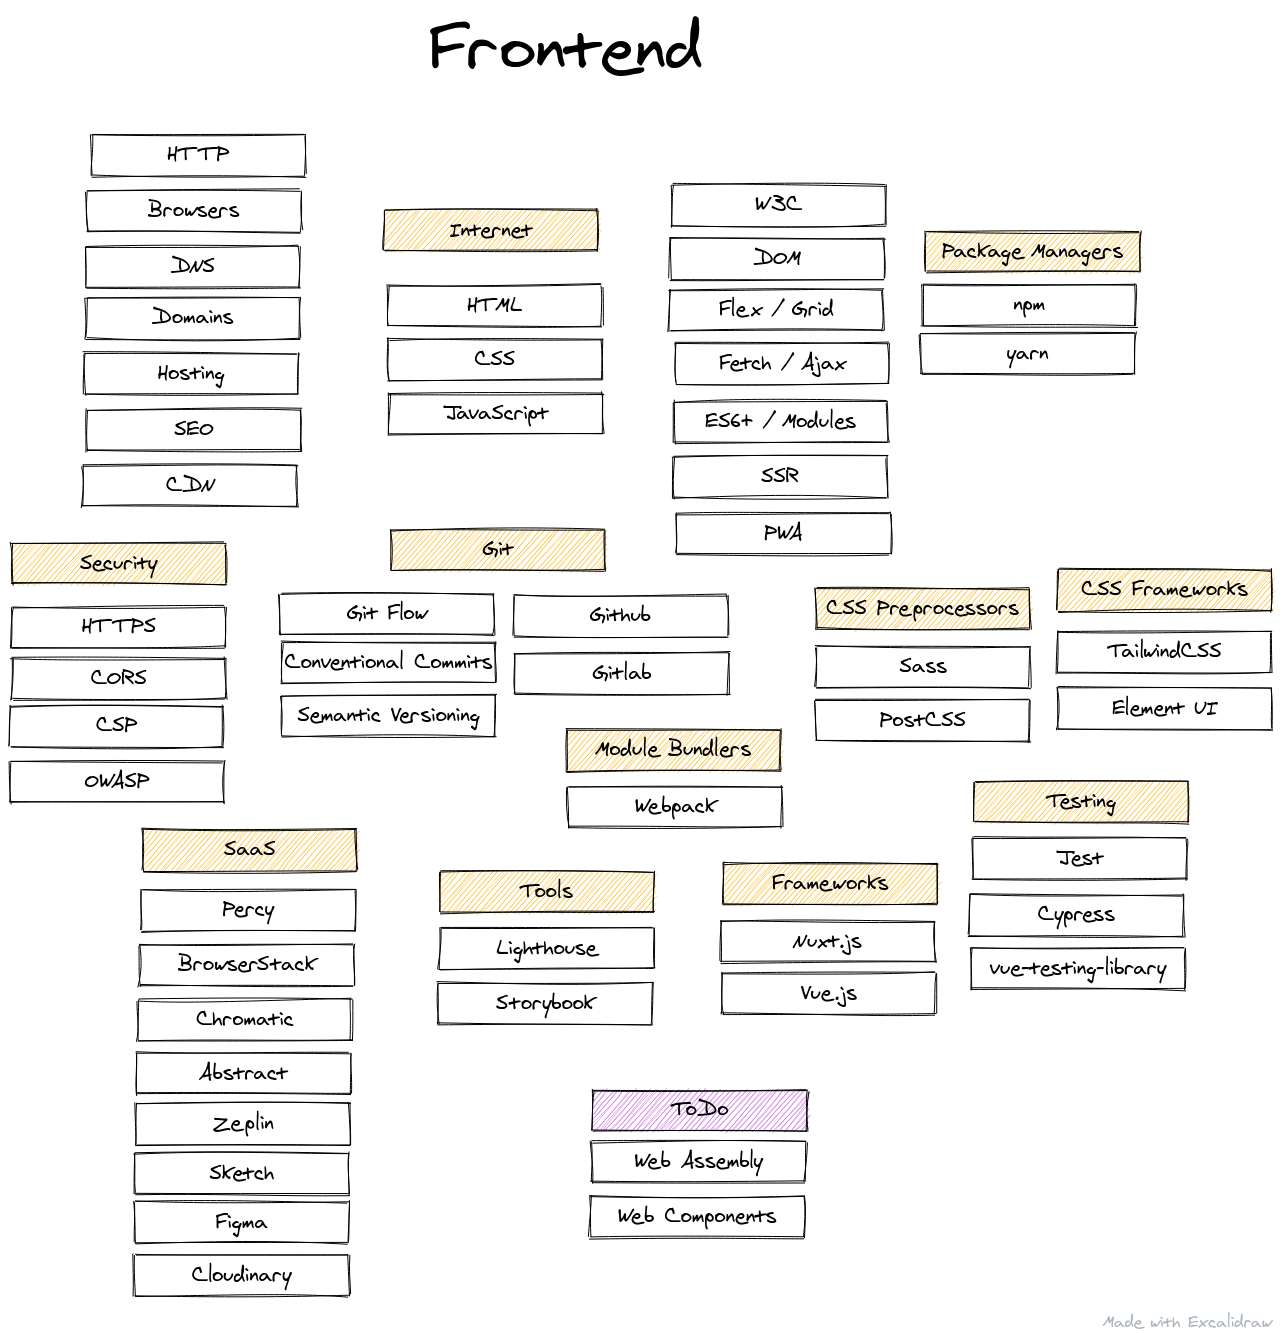 Frontend
HTTP
Browsers
DNS
Domains
Hosting
SEO
CDN
Internet
HTML
CSS
JavaScript
W3C
DOM
Flex / Grid
Fetch / Ajax
ES6+ / Modules
SSR
PWA
Package Managers
npm
yarn
Security
HTTPS
CORS
CSP
OWASP
Git
Git Flow
Conventional Commits
Semantic Versioning
Github
Gitlab
CSS Preprocessors
Sass
PostCSS
CSS Frameworks
TailwindCSS
Element UI
Module Bundlers
Webpack
Testing
Jest
Cypress
vue-testing-library
SaaS
Percy
BrowserStack
Chromatic
Abstract
Zeplin
Sketch
Figma
Cloudinary
Tools
Lighthouse
Storybook
Frameworks
Nuxt.js
Vue.js
ToDo
Web Assembly
Web Components
Made with Excalidraw